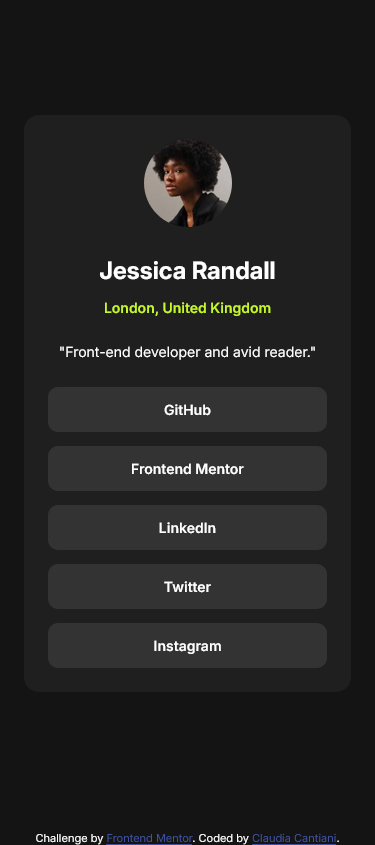 Jessica Randall
London, United Kingdom
"Front-end developer and avid reader."
GitHub
Frontend Mentor
LinkedIn
Twitter
Instagram
Challenge by Frontend Mentor. Coded by Claudia Cantiani.